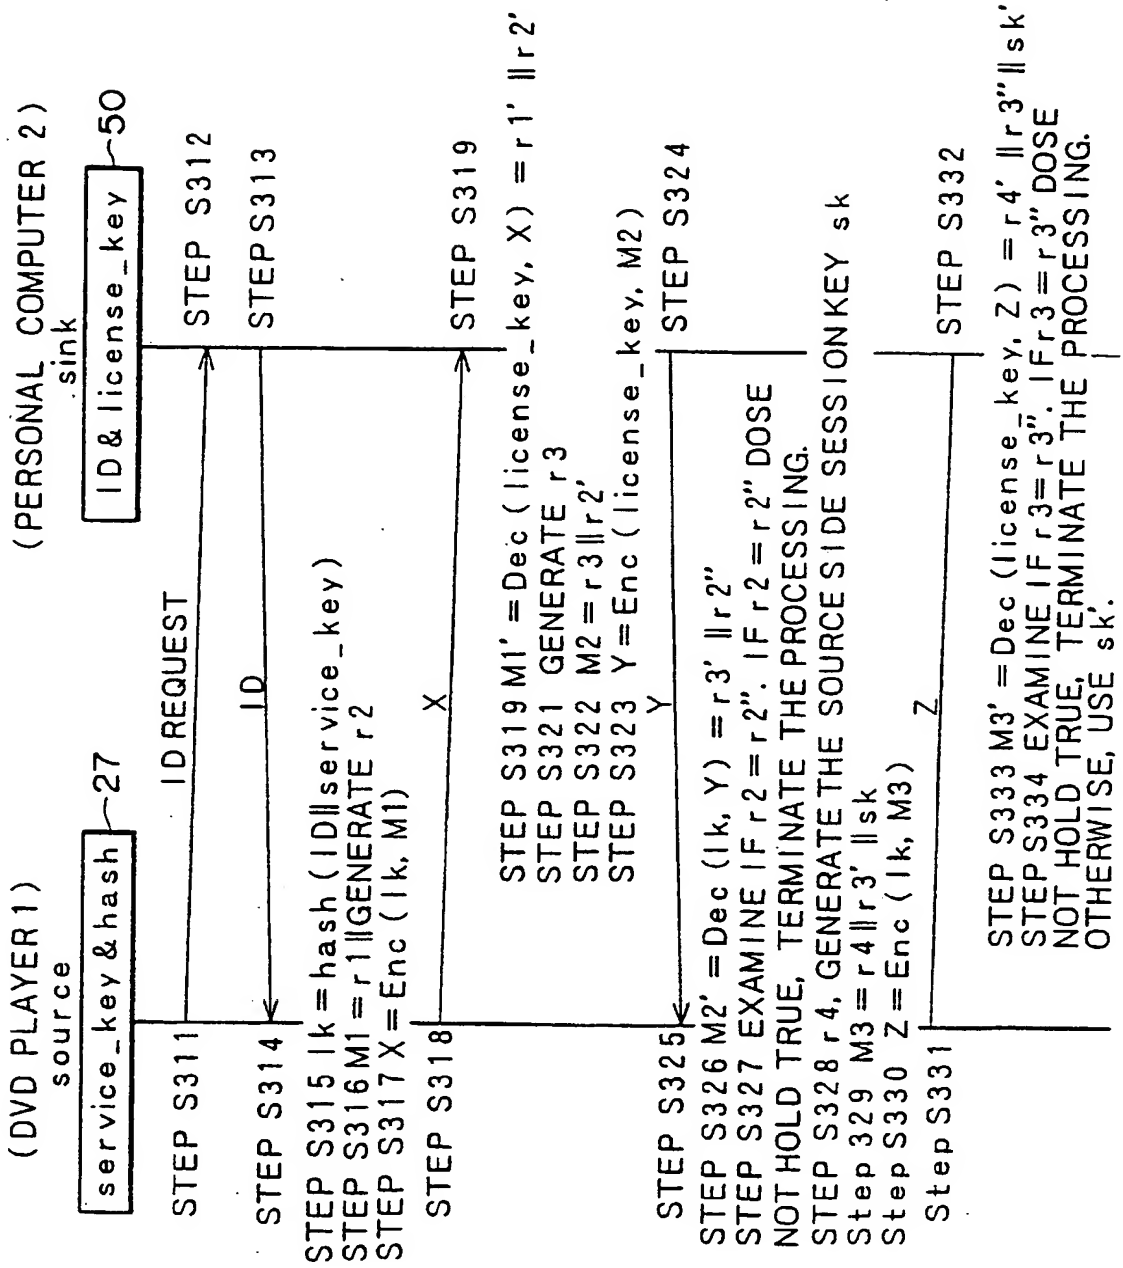 (DVD PLAYER1)
source
service_key&hash
27
(PERSONAL COMPUTER 2)
sink
ID&license_key
50
STEP S311
ID REQUEST
STEP S312
STEP S313
ID
STEP S314
STEP S315 lk=hash(ID||service_key)
STEP S316 M1=r1||GENERATE r2
STEP S317 X=Enc(lk, M1)
STEP S318
X
STEP S319
STEP S319 M1'=Dec(license_key, X)=r1'||r2'
STEP S321 GENERATE r3
STEP S322 M2=r3||r2'
STEP S323 Y=Enc(license_key, M2)
STEP S324
Y
STEP S325
STEP S326 M2'=Dec(lk, Y)=r3'||r2"
STEP S327 EXAMINE IF r2=r2". IF r2=r2" DOSE
NOT HOLD TRUE, TERMINATE THE PROCESSING.
STEP S328 r4, GENERATE THE SOURCE SIDE SESSION KEY sk
Step 329 M3=r4||r3'||sk
Step S330 Z=Enc(lk, M3)
Step S331
Z
STEP S332
STEP S333 M3'=Dec(license_key, Z)=r4'||r3"||sk'
STEP S334 EXAMINE IF r3=r3". IF r3=r3" DOSE
NOT HOLD TRUE, TERMINATE THE PROCESSING.
OTHERWISE, USE sk'.